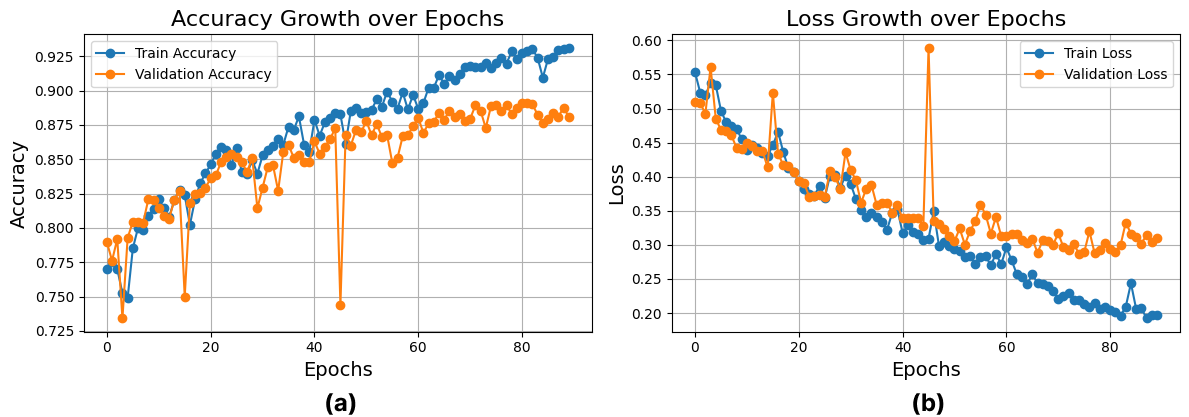 Accuracy Growth over Epochs
Train Accuracy
Validation Accuracy
0.925
0.900
0.875
0.850
0.825
0.800
0.775
0.750
0.725
Accuracy
0 20 40 60 80
Epochs
(a)
Loss Growth over Epochs
Train Loss
Validation Loss
0.60
0.55
0.50
0.45
0.40
0.35
0.30
0.25
0.20
Loss
0 20 40 60 80
Epochs
(b)